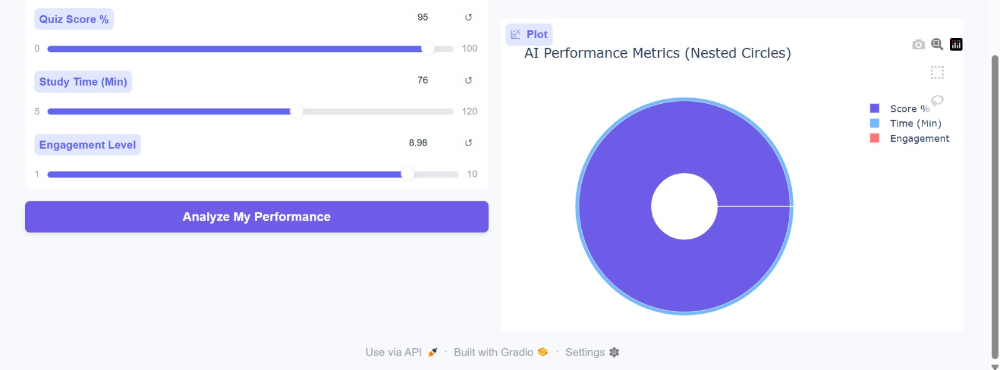 Quiz Score %
95
↺
0
100
Study Time (Min)
76
↺
5
120
Engagement Level
8.98
↺
1
10
Analyze My Performance
Plot
AI Performance Metrics (Nested Circles)
Score %
Time (Min)
Engagement
Use via API 🚀 · Built with Gradio · Settings ⚙